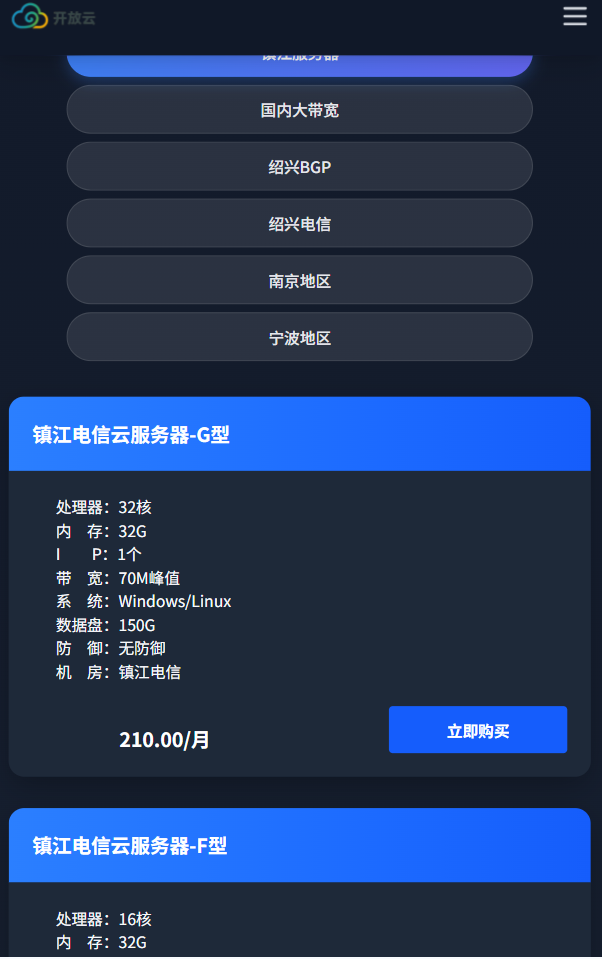 开放云
镇江服务器
国内大带宽
绍兴BGP
绍兴电信
南京地区
宁波地区
镇江电信云服务器-G型
处理器：32核
内　存：32G
I　　P：1个
带　宽：70M峰值
系　统：Windows/Linux
数据盘：150G
防　御：无防御
机　房：镇江电信
210.00/月
立即购买
镇江电信云服务器-F型
处理器：16核
内　存：32G